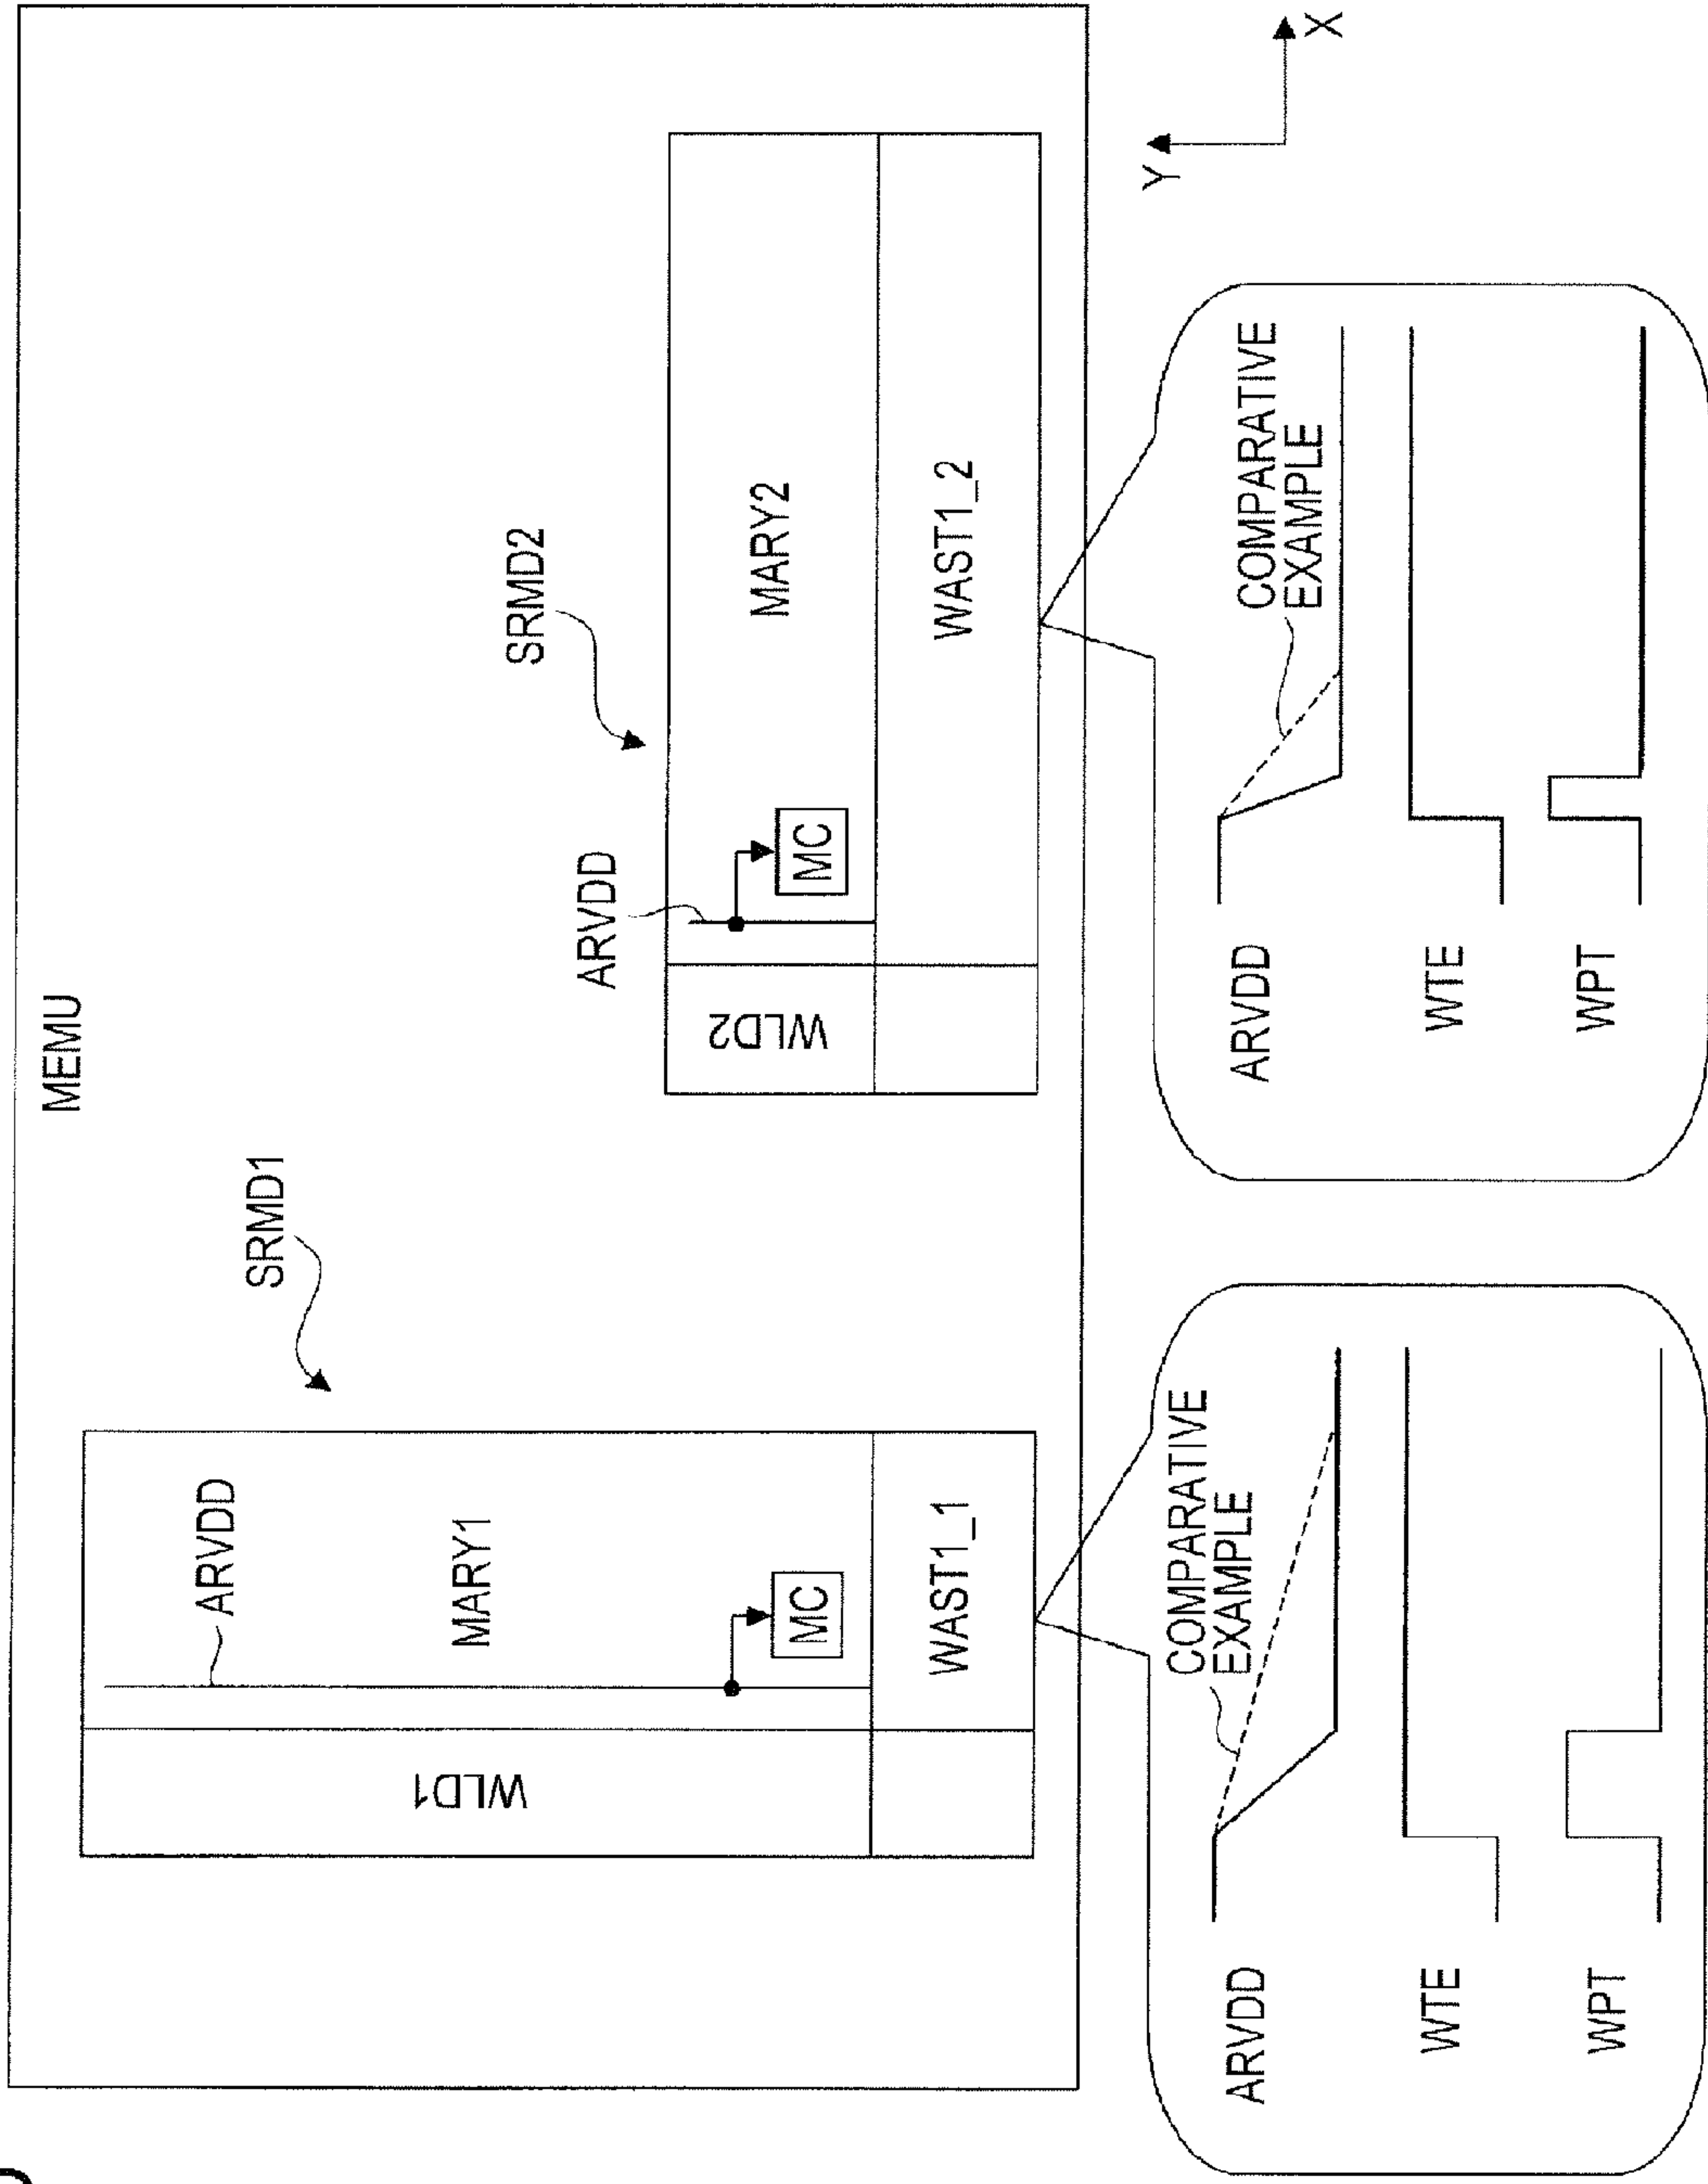 MEMU
SRMD1
ARVDD
MARY1
WLD1
MC
WAST1_1
SRMD2
ARVDD
MARY2
WLD2
MC
WAST1_2
Y
X
COMPARATIVE
EXAMPLE
ARVDD
WTE
WPT
COMPARATIVE
EXAMPLE
ARVDD
WTE
WPT